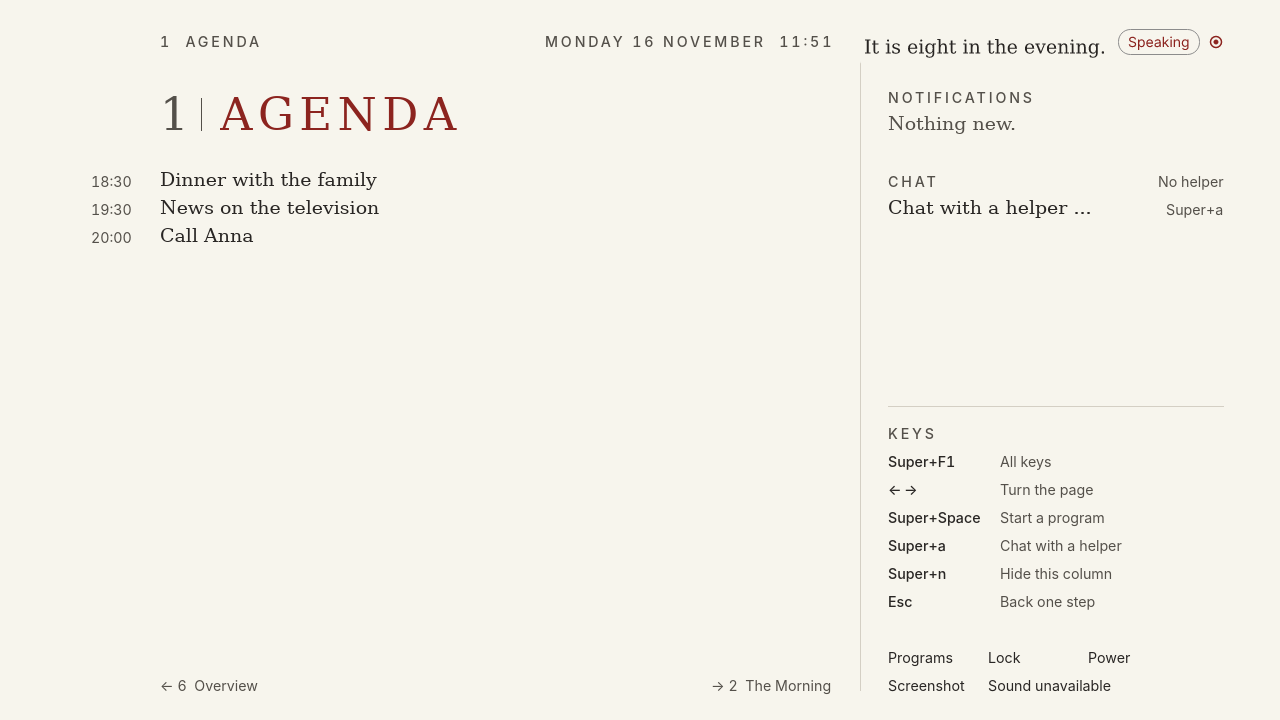 1 AGENDA
MONDAY 16 NOVEMBER 11:51
It is eight in the evening.
Speaking
1 AGENDA
18:30 Dinner with the family
19:30 News on the television
20:00 Call Anna
← 6 Overview
→ 2 The Morning
NOTIFICATIONS
Nothing new.
CHAT No helper
Chat with a helper ... Super+a
KEYS
Super+F1 All keys
← → Turn the page
Super+Space Start a program
Super+a Chat with a helper
Super+n Hide this column
Esc Back one step
Programs Lock Power
Screenshot Sound unavailable